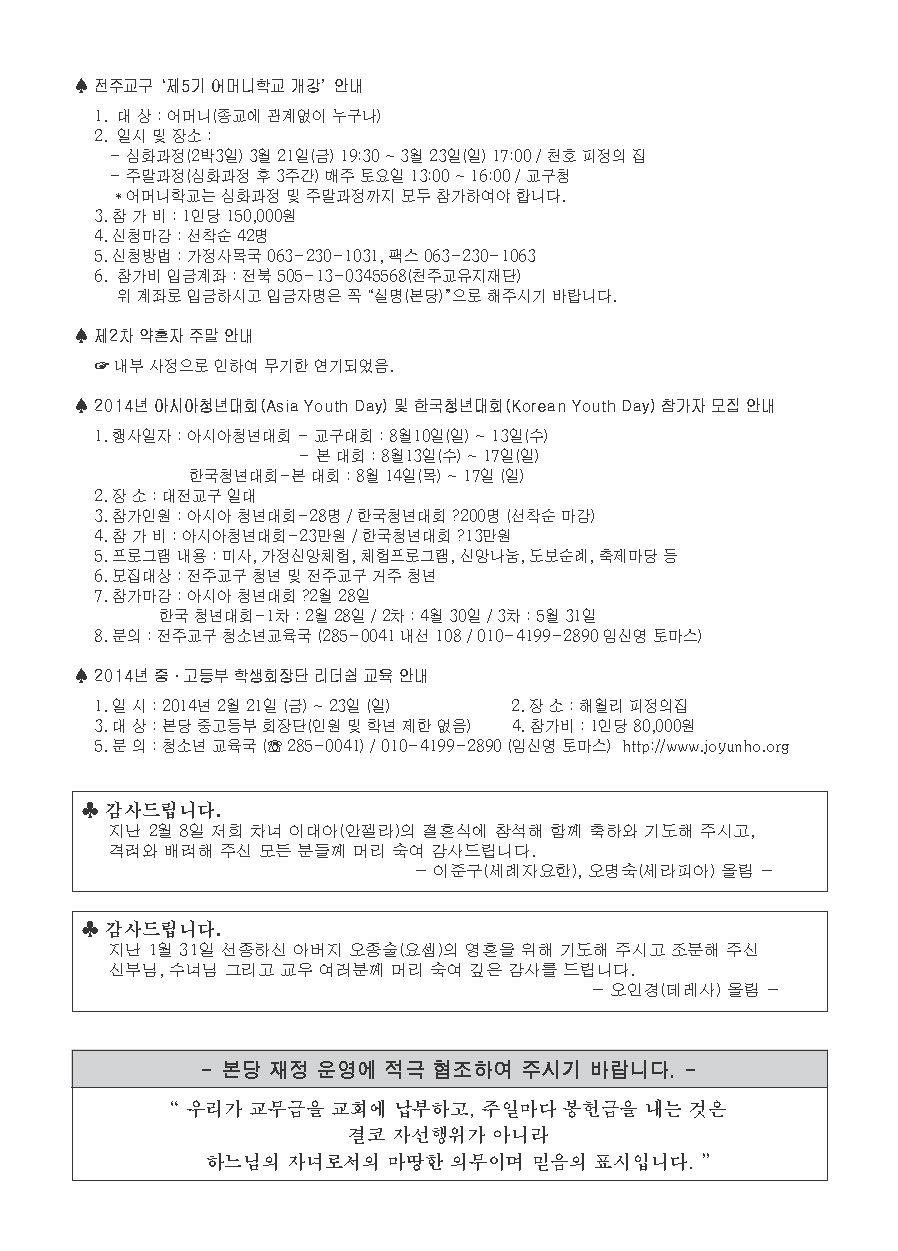 ♠ 전주교구 ‘제5기 어머니학교 개강’ 안내
1. 대 상 : 어머니(종교에 관계없이 누구나)
2. 일시 및 장소 :
- 심화과정(2박3일) 3월 21일(금) 19:30 ~ 3월 23일(일) 17:00 / 천호 피정의 집
- 주말과정(심화과정 후 3주간) 매주 토요일 13:00 ~ 16:00 / 교구청
* 어머니학교는 심화과정 및 주말과정까지 모두 참가하여야 합니다.
3. 참 가 비 : 1인당 150,000원
4. 신청마감 : 선착순 42명
5. 신청방법 : 가정사목국 063-230-1031, 팩스 063-230-1063
6. 참가비 입금계좌 : 전북 505-13-0345568(천주교유지재단)
위 계좌로 입금하시고 입금자명은 꼭 “실명(본당)”으로 해주시기 바랍니다.
♠ 제2차 약혼자 주말 안내
☞ 내부 사정으로 인하여 무기한 연기되었음.
♠ 2014년 아시아청년대회(Asia Youth Day) 및 한국청년대회(Korean Youth Day) 참가자 모집 안내
1. 행사일자 : 아시아청년대회 - 교구대회 : 8월10일(일) ~ 13일(수)
- 본 대회 : 8월13일(수) ~ 17일(일)
한국청년대회-본 대회 : 8월 14일(목) ~ 17일 (일)
2. 장 소 : 대전교구 일대
3. 참가인원 : 아시아 청년대회-28명 / 한국청년대회 ?200명 (선착순 마감)
4. 참 가 비 : 아시아청년대회-23만원 / 한국청년대회 ?13만원
5. 프로그램 내용 : 미사, 가정신앙체험, 체험프로그램, 신앙나눔, 도보순례, 축제마당 등
6. 모집대상 : 전주교구 청년 및 전주교구 거주 청년
7. 참가마감 : 아시아 청년대회 ?2월 28일
한국 청년대회-1차 : 2월 28일 / 2차 : 4월 30일 / 3차 : 5월 31일
8. 문의 : 전주교구 청소년교육국 (285-0041 내선 108 / 010-4199-2890 임신영 토마스)
♠ 2014년 중·고등부 학생회장단 리더쉽 교육 안내
1. 일 시 : 2014년 2월 21일 (금) ~ 23일 (일) 2. 장 소 : 해월리 피정의집
3. 대 상 : 본당 중고등부 회장단(인원 및 학년 제한 없음) 4. 참가비 : 1인당 80,000원
5. 문 의 : 청소년 교육국 (☏ 285-0041) / 010-4199-2890 (임신영 토마스) http://www.joyunho.org
♣ 감사드립니다.
지난 2월 8일 저희 차녀 이대아(안젤라)의 결혼식에 참석해 함께 축하와 기도해 주시고,
격려와 배려해 주신 모든 분들께 머리 숙여 감사드립니다.
- 이준구(세례자요한), 오명숙(세라피아) 올림 -
♣ 감사드립니다.
지난 1월 31일 선종하신 아버지 오종술(요셉)의 영혼을 위해 기도해 주시고 조분해 주신
신부님, 수녀님 그리고 교우 여러분께 머리 숙여 깊은 감사를 드립니다.
- 오인경(데레사) 올림 -
- 본당 재정 운영에 적극 협조하여 주시기 바랍니다. -
“ 우리가 교무금을 교회에 납부하고, 주일마다 봉헌금을 내는 것은
결코 자선행위가 아니라
하느님의 자녀로서의 마땅한 의무이며 믿음의 표시입니다. ”